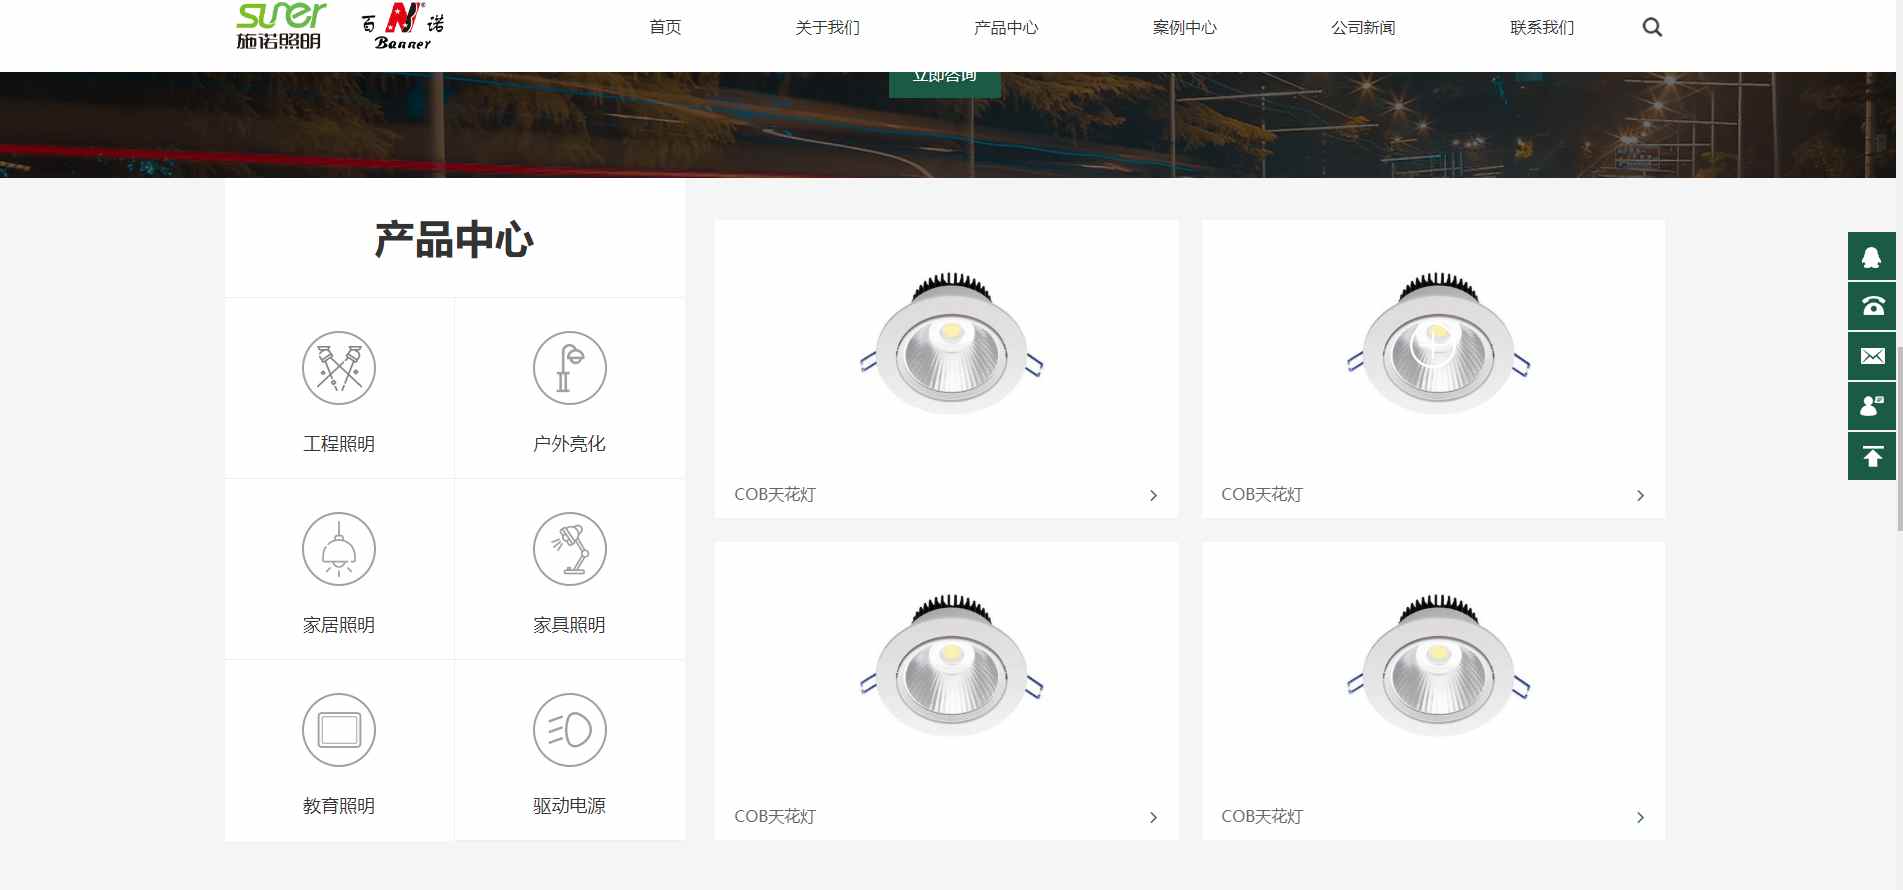 suner
施诺照明
百 N 诺
Banner
首页
关于我们
产品中心
案例中心
公司新闻
联系我们
立即咨询
产品中心
工程照明
户外亮化
家居照明
家具照明
教育照明
驱动电源
COB天花灯
COB天花灯
COB天花灯
COB天花灯